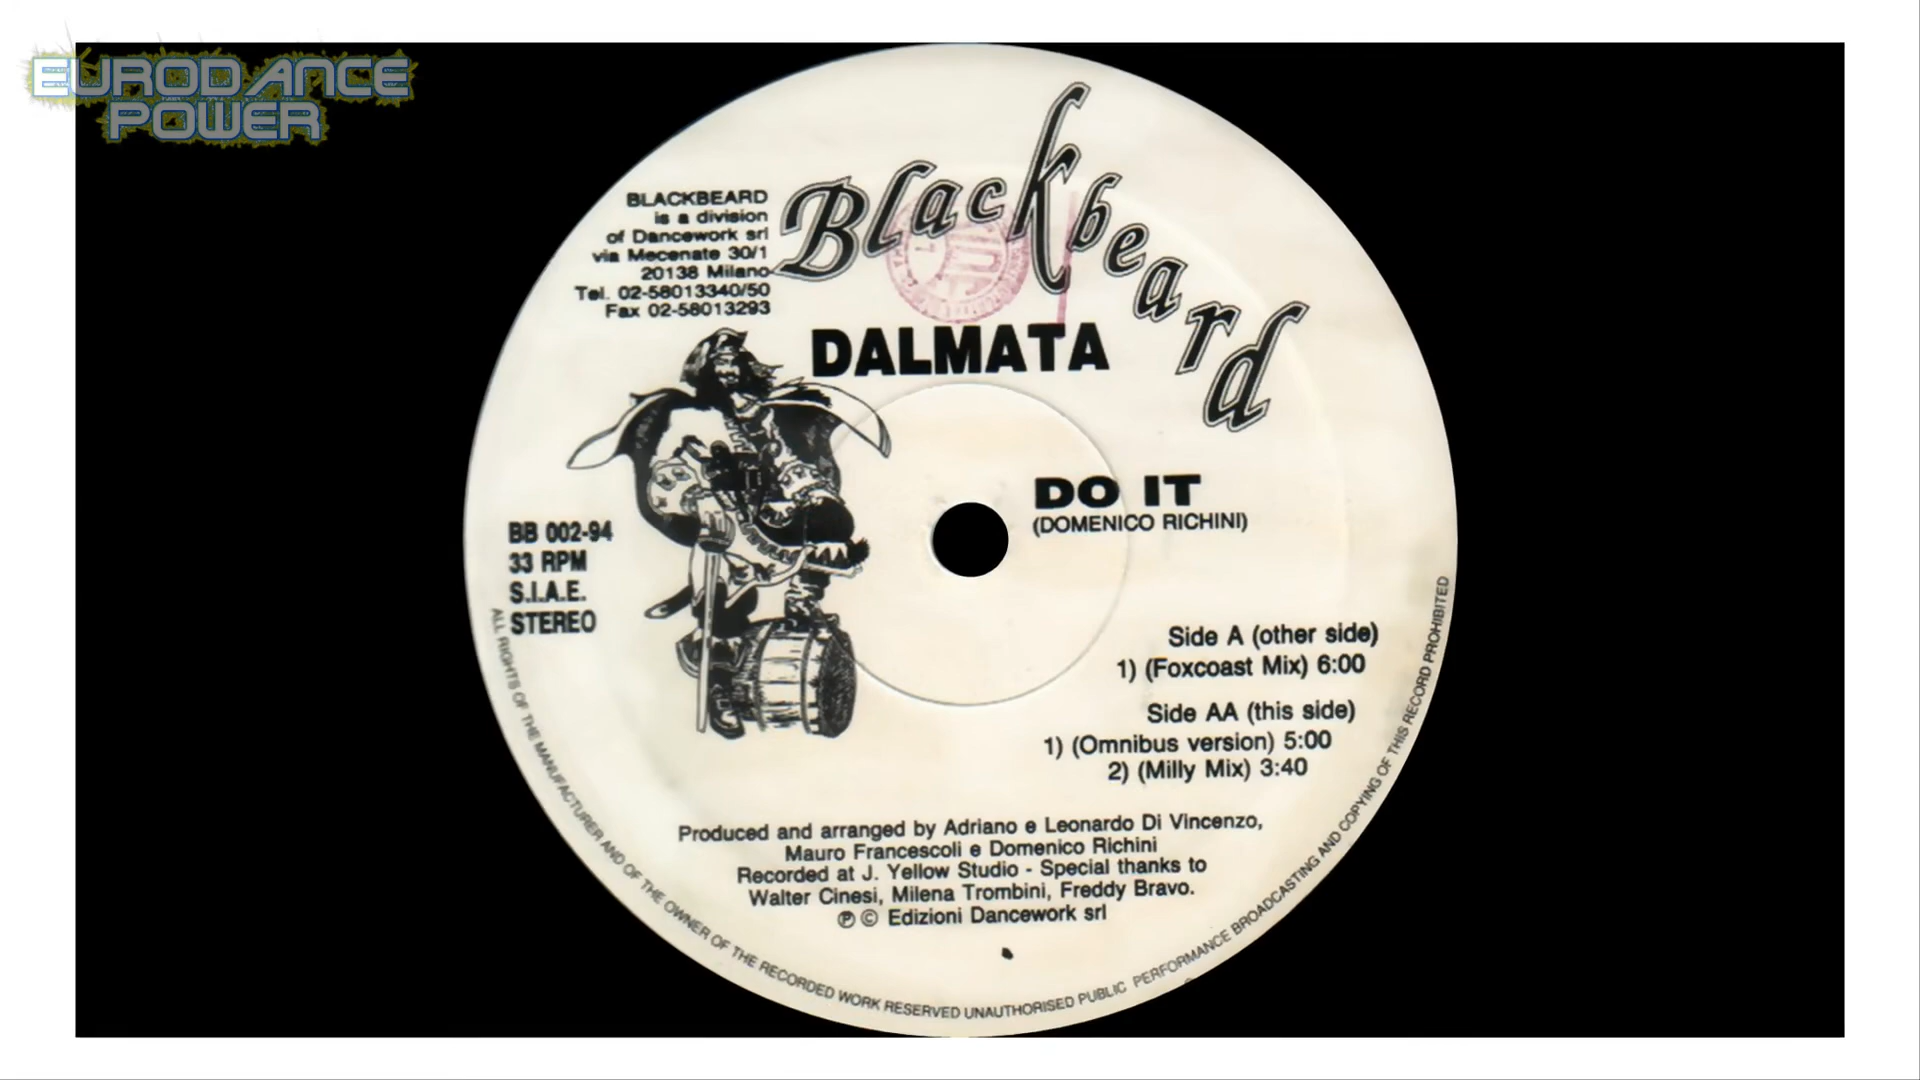 EURODANCE
POWER
Blackbeard
BLACKBEARD
is a division
of Dancework srl
via Mecenate 30/1
20138 Milano
Tel. 02-58013340/50
Fax 02-58013293
DALMATA
DO IT
(DOMENICO RICHINI)
BB 002-94
33 RPM
S.I.A.E.
STEREO
Side A (other side)
1) (Foxcoast Mix) 6:00
Side AA (this side)
1) (Omnibus version) 5:00
2) (Milly Mix) 3:40
Produced and arranged by Adriano e Leonardo Di Vincenzo,
Mauro Francescoli e Domenico Richini
Recorded at J. Yellow Studio - Special thanks to
Walter Cinesi, Milena Trombini, Freddy Bravo.
℗ © Edizioni Dancework srl
ALL RIGHTS OF THE MANUFACTURER AND OF THE OWNER OF THE RECORDED WORK RESERVED UNAUTHORISED PUBLIC PERFORMANCE BROADCASTING AND COPYING OF THIS RECORD PROHIBITED